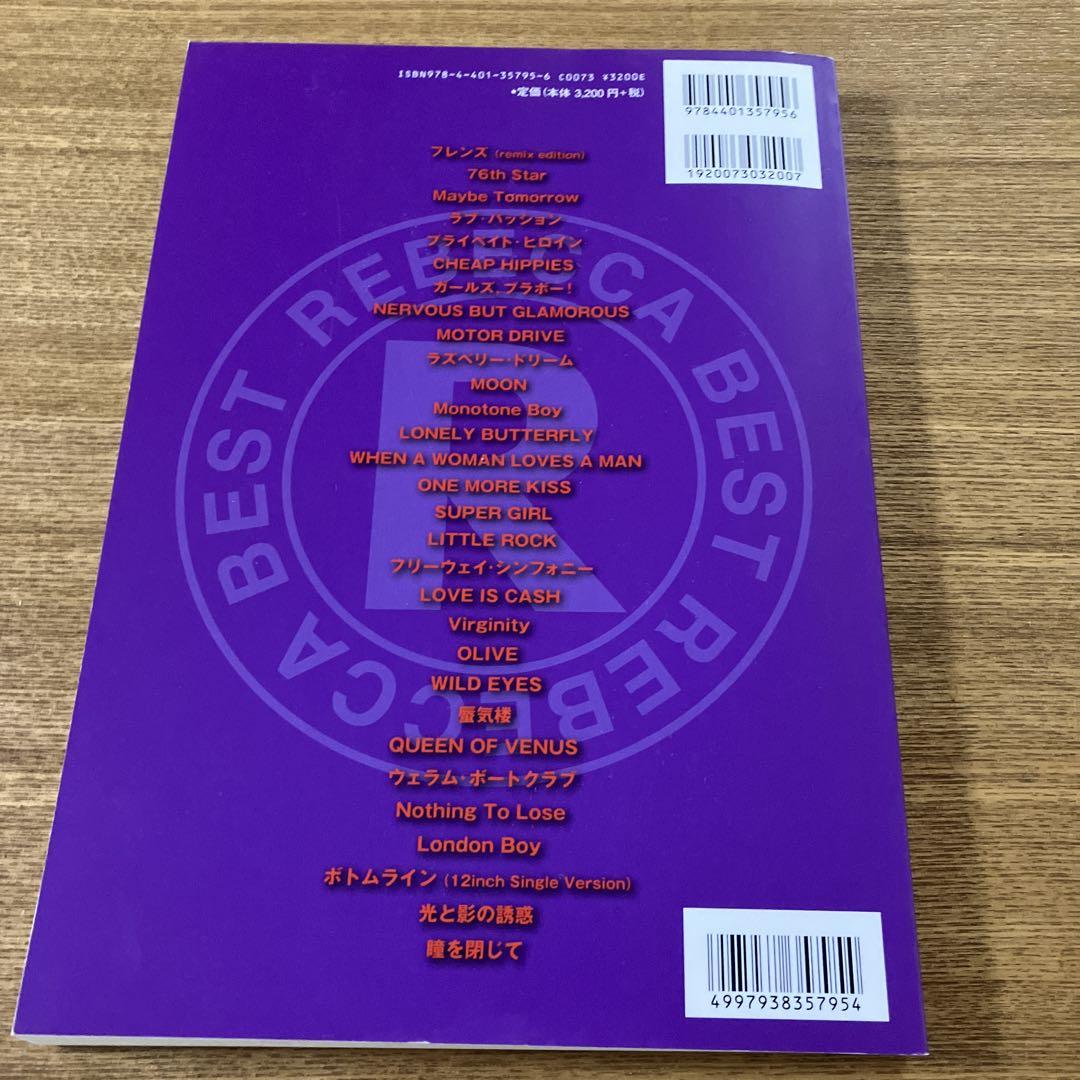 ISBN978-4-401-35795-6 C0073 ¥3200E
•定価(本体 3,200円+税)
9784401357956
1920073032007
フレンズ (remix edition)
76th Star
Maybe Tomorrow
ラブ・パッション
プライベイト・ヒロイン
CHEAP HIPPIES
ガールズ、ブラボー!
NERVOUS BUT GLAMOROUS
MOTOR DRIVE
ラズベリー・ドリーム
MOON
Monotone Boy
LONELY BUTTERFLY
WHEN A WOMAN LOVES A MAN
ONE MORE KISS
SUPER GIRL
LITTLE ROCK
フリーウェイ・シンフォニー
LOVE IS CASH
Virginity
OLIVE
WILD EYES
蜃気楼
QUEEN OF VENUS
ヴェラム・ボートクラブ
Nothing To Lose
London Boy
ボトムライン (12inch Single Version)
光と影の誘惑
瞳を閉じて
REBECCA BEST REBECCA BEST
R
4997938357954